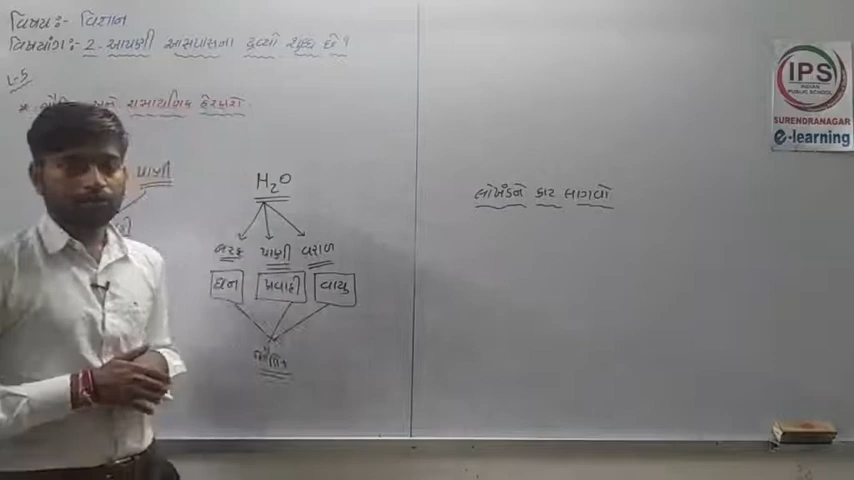 વિષય:- વિજ્ઞાન
વિષયાંગ:- 2. આપણી આસપાસના દ્રવ્યો શુદ્ધ છે?
L-5
* અને રાસાયણિક ફેરફારો
પાણી
H₂O
બરફ પાણી વરાળ
ઘન પ્રવાહી વાયુ
ભૌતિક
લોખંડને કાટ લાગવો
IPS
INDIAN
PUBLIC SCHOOL
SURENDRANAGAR
e-learning